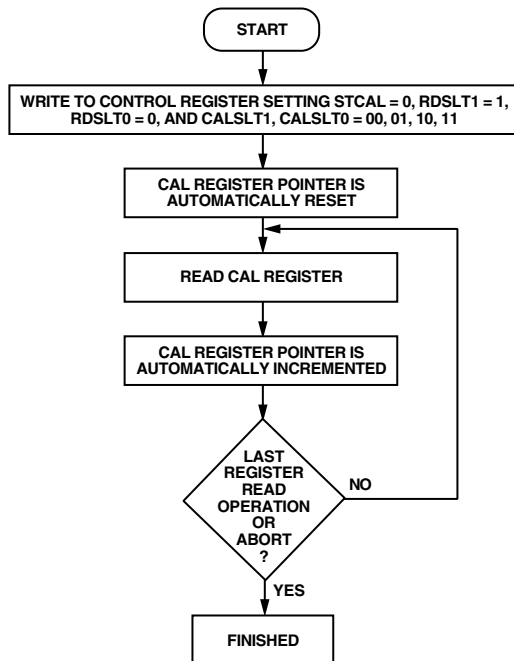 START
WRITE TO CONTROL REGISTER SETTING STCAL = 0, RDSLT1 = 1,
RDSLT0 = 0, AND CALSLT1, CALSLT0 = 00, 01, 10, 11
CAL REGISTER POINTER IS
AUTOMATICALLY RESET
READ CAL REGISTER
CAL REGISTER POINTER IS
AUTOMATICALLY INCREMENTED
LAST
REGISTER
READ
OPERATION
OR
ABORT
?
NO
YES
FINISHED